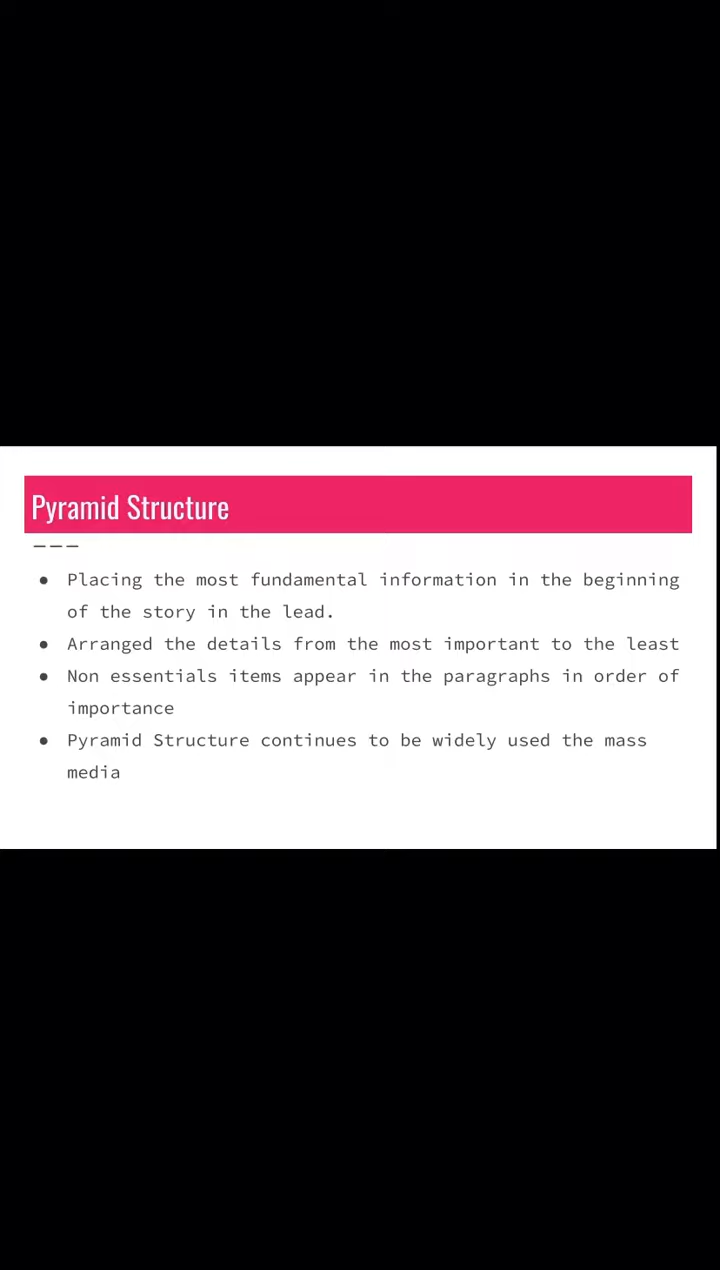 Pyramid Structure
● Placing the most fundamental information in the beginning
of the story in the lead.
● Arranged the details from the most important to the least
● Non essentials items appear in the paragraphs in order of
importance
● Pyramid Structure continues to be widely used the mass
media